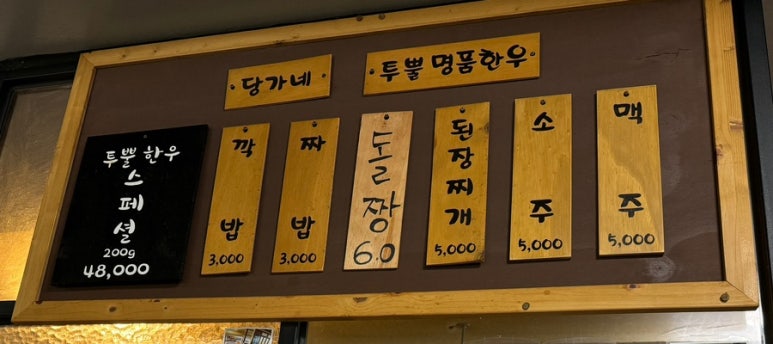 당가네
투뿔 명품한우
투뿔 한우
스페셜
200g
48,000
깍밥
3,000
짜밥
3,000
돌짱
6.0
된장찌개
5,000
소주
5,000
맥주
5,000